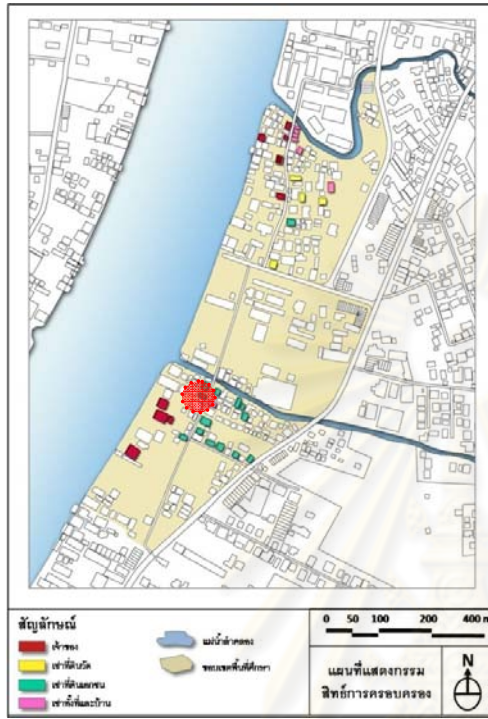 สัญลักษณ์
เจ้าของ
เช่าที่ดินวัด
เช่าที่ดินเอกชน
เช่าทั้งที่และบ้าน
แม่น้ำลำคลอง
ขอบเขตพื้นที่ศึกษา
0 50 100 200 400 m
แผนที่แสดงกรรม
สิทธ์การครอบครอง
N